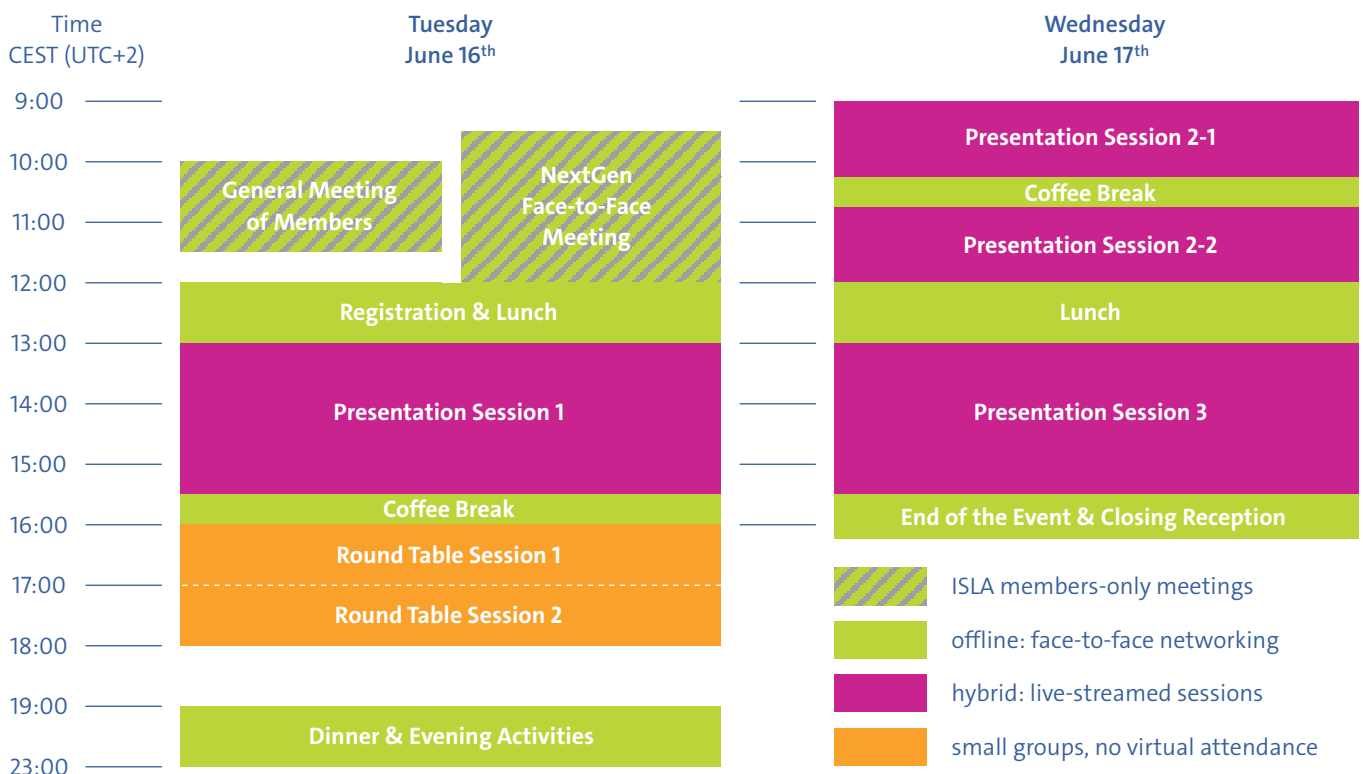 Time
CEST (UTC+2)
Tuesday
June 16th
Wednesday
June 17th
9:00
10:00
11:00
12:00
13:00
14:00
15:00
16:00
17:00
18:00
19:00
23:00
General Meeting
of Members
NextGen
Face-to-Face
Meeting
Registration & Lunch
Presentation Session 1
Coffee Break
Round Table Session 1
Round Table Session 2
Dinner & Evening Activities
Presentation Session 2-1
Coffee Break
Presentation Session 2-2
Lunch
Presentation Session 3
End of the Event & Closing Reception
ISLA members-only meetings
offline: face-to-face networking
hybrid: live-streamed sessions
small groups, no virtual attendance